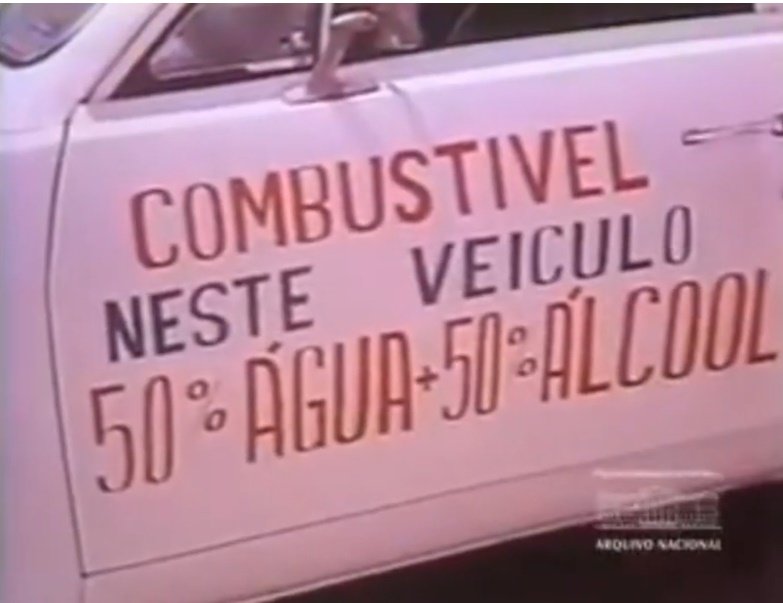 COMBUSTIVEL
NESTE VEICULO
50% ÁGUA+50% ÁLCOOL
ARQUIVO NACIONAL